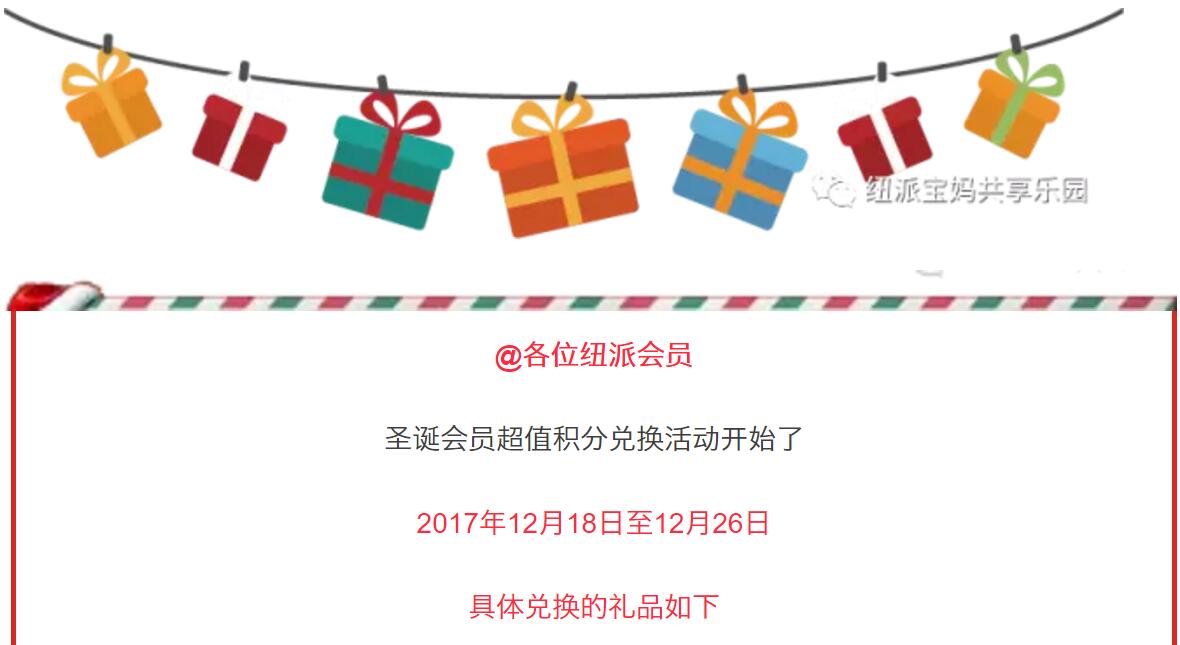 纽派宝妈共享乐园
@各位纽派会员
圣诞会员超值积分兑换活动开始了
2017年12月18日至12月26日
具体兑换的礼品如下